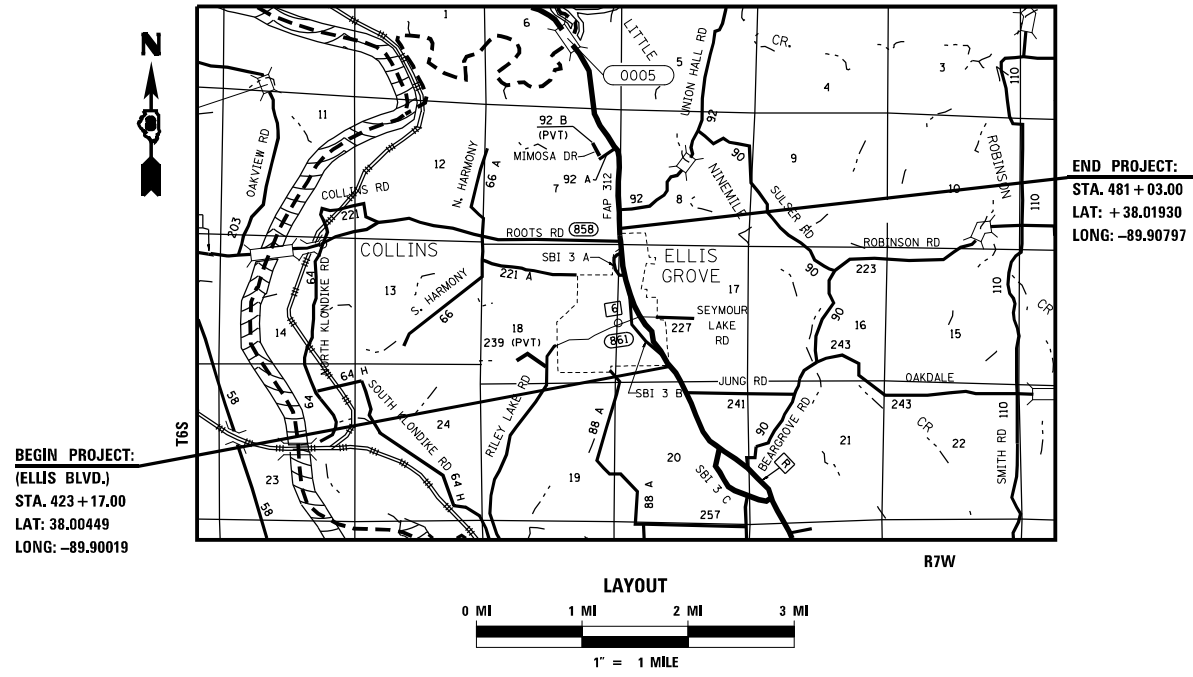 N
1
6
LITTLE
CR.
5
3
0005
4
110
UNION HALL RD
11
92 B
(PVT)
92
MIMOSA DR
OAKVIEW RD
12
N. HARMONY
66 A
7
92 A
FAP 312
90
9
NINEMILE
ROBINSON
10
COLLINS RD
221
8
92
SULSER RD
110
203
ROOTS RD
858
COLLINS
SBI 3 A
ELLIS
GROVE
ROBINSON RD
90
223
64
NORTH KLONDIKE RD
221 A
13
S. HARMONY
66
17
6
SEYMOUR
LAKE
RD
227
110
CR
90
16
15
14
18
239 (PVT)
861
243
64 H
58
64
SOUTH KLONDIKE RD
RILEY LAKE RD
SBI 3 B
JUNG RD
241
OAKDALE
243
T6S
24
88 A
90
BEARGROVE RD
R
21
CR
22
SMITH RD
110
23
64 H
19
20
SBI 3 C
58
88 A
257
END PROJECT:
STA. 481+03.00
LAT: +38.01930
LONG: -89.90797
BEGIN PROJECT:
(ELLIS BLVD.)
STA. 423+17.00
LAT: 38.00449
LONG: -89.90019
R7W
LAYOUT
0 MI 1 MI 2 MI 3 MI
1" = 1 MILE